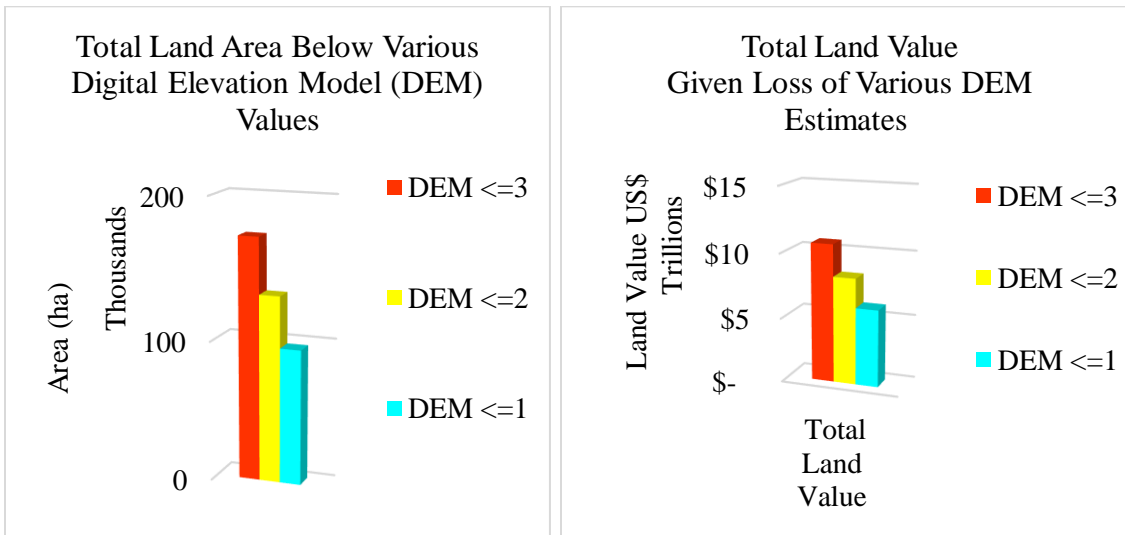 Total Land Area Below Various
Digital Elevation Model (DEM)
Values
Area (ha)
Thousands
200
100
0
DEM <=3
DEM <=2
DEM <=1
Total Land Value
Given Loss of Various DEM
Estimates
Land Value US$
Trillions
$15
$10
$5
$-
Total
Land
Value
DEM <=3
DEM <=2
DEM <=1